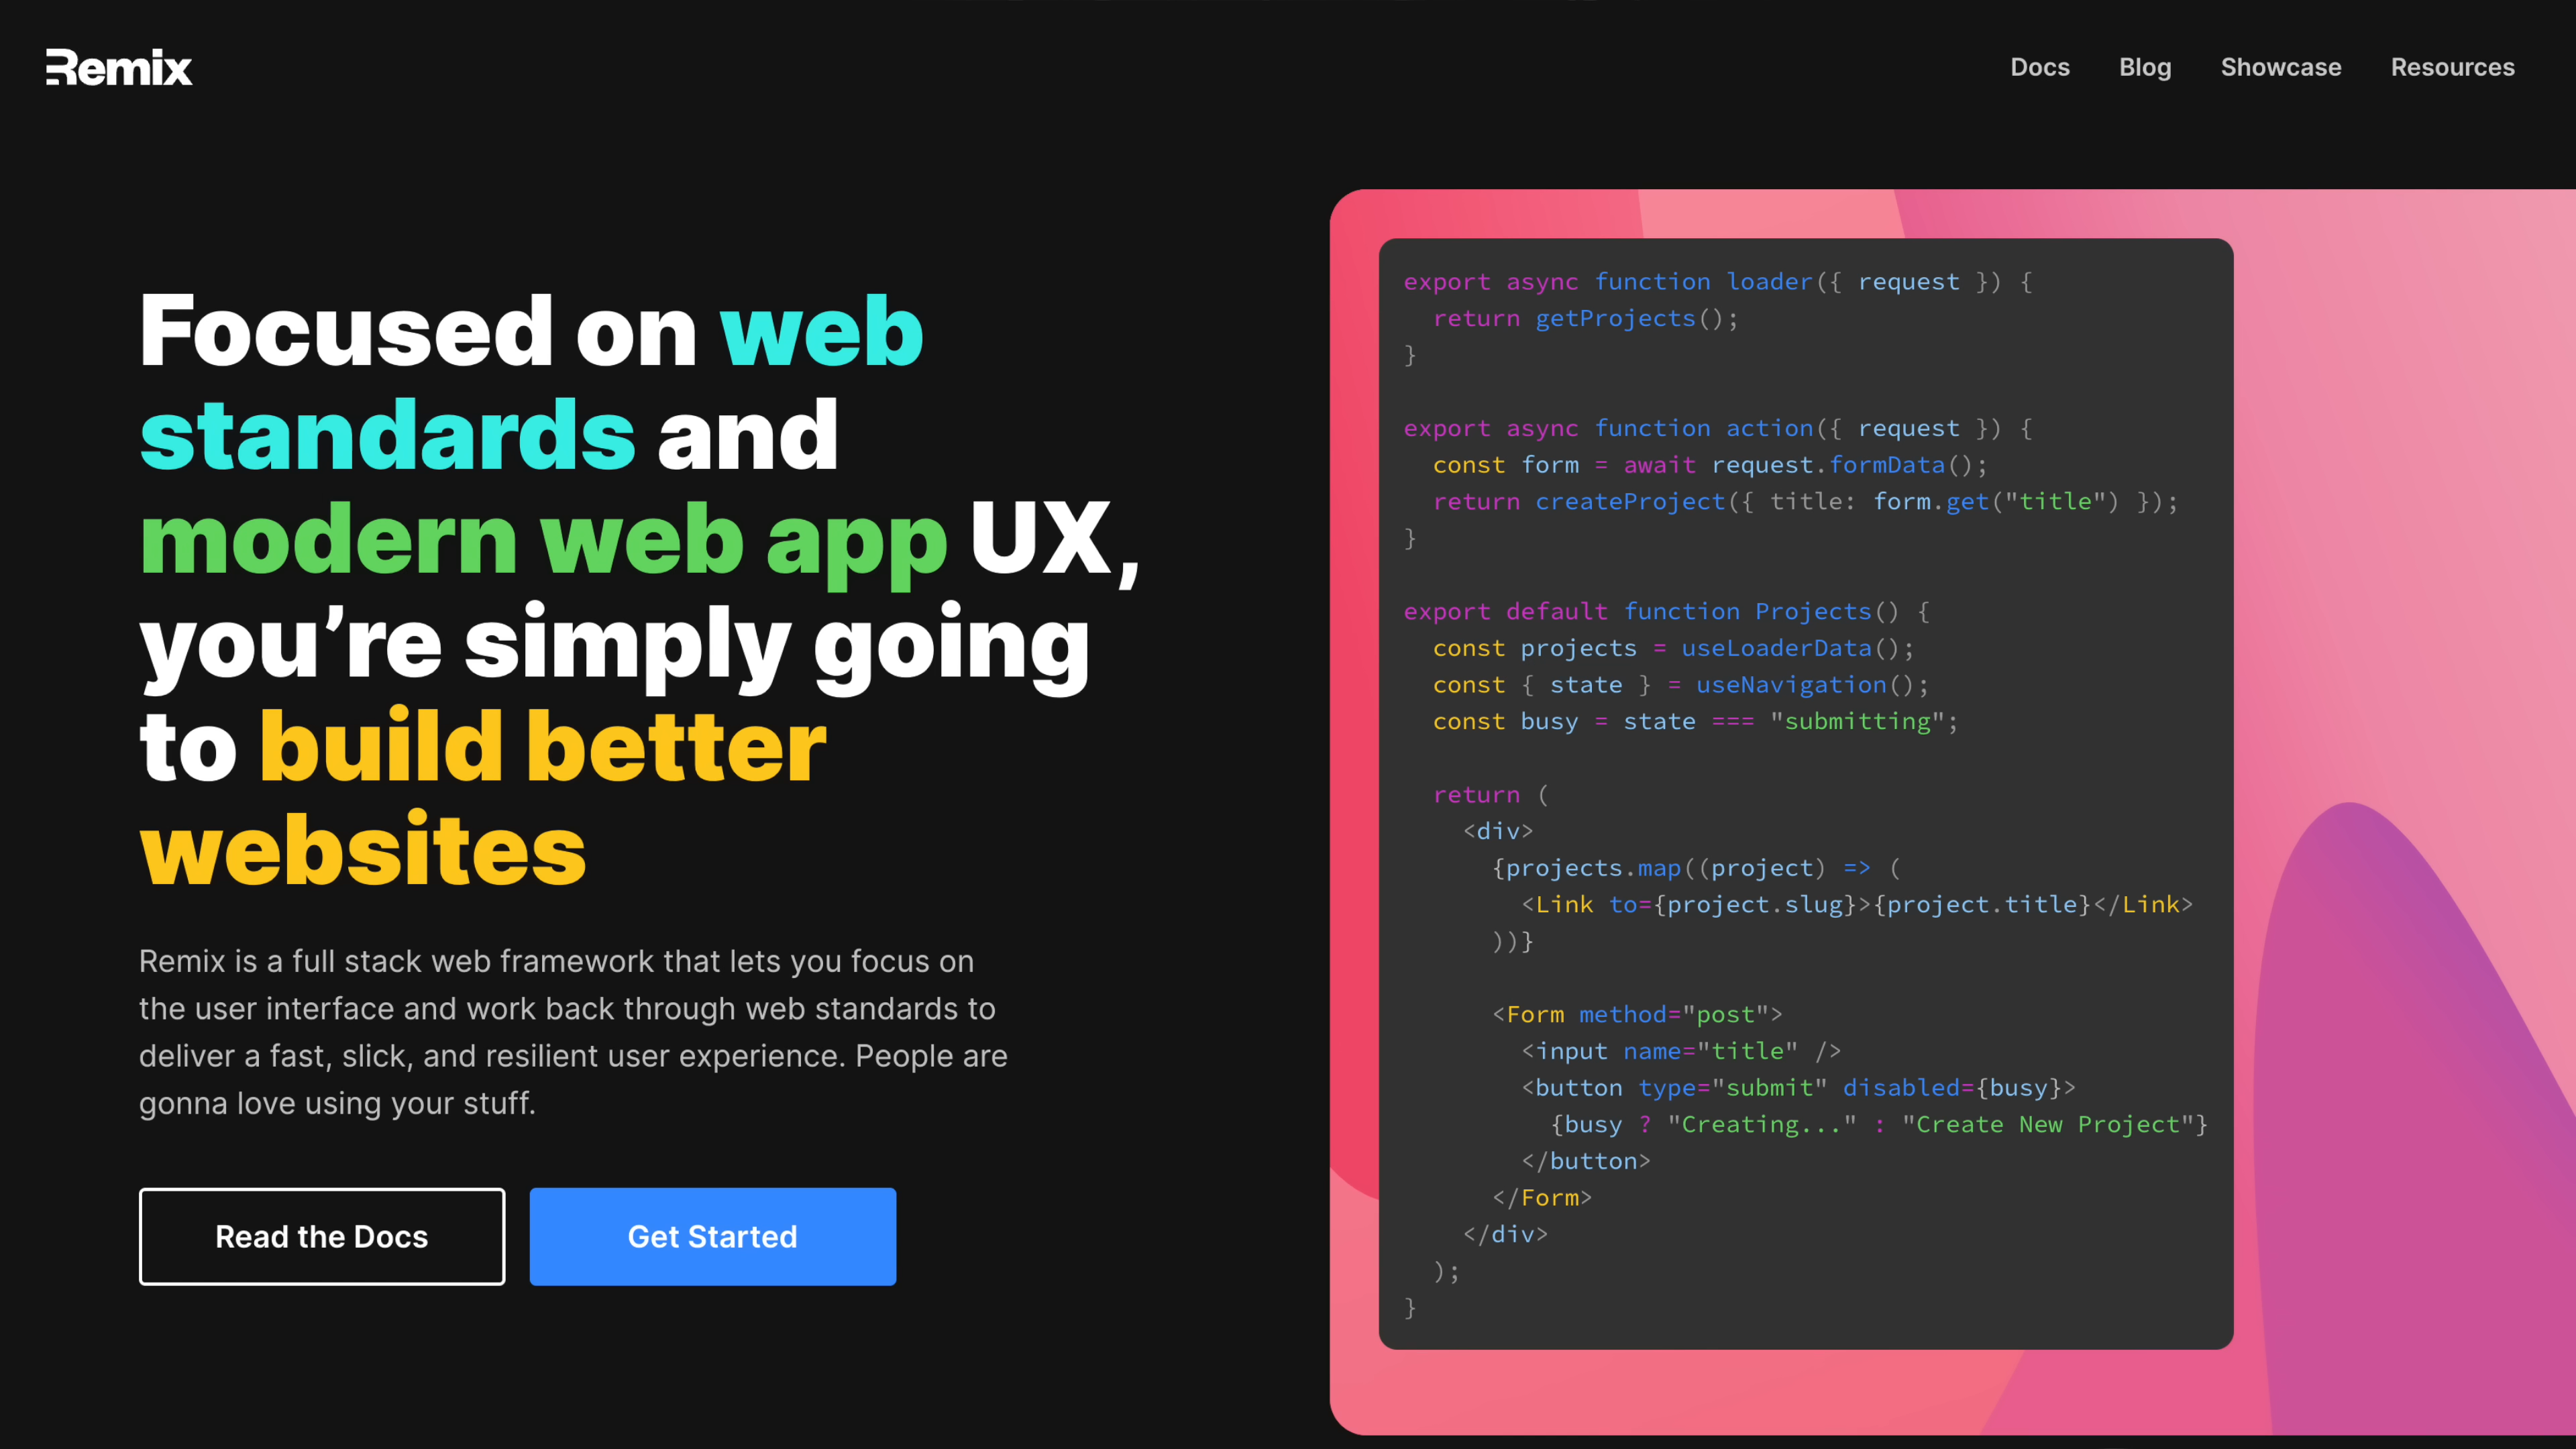 Remix
Docs Blog Showcase Resources
Focused on web
standards and
modern web app UX,
you’re simply going
to build better
websites
Remix is a full stack web framework that lets you focus on
the user interface and work back through web standards to
deliver a fast, slick, and resilient user experience. People are
gonna love using your stuff.
Read the Docs
Get Started
export async function loader({ request }) {
  return getProjects();
}

export async function action({ request }) {
  const form = await request.formData();
  return createProject({ title: form.get("title") });
}

export default function Projects() {
  const projects = useLoaderData();
  const { state } = useNavigation();
  const busy = state === "submitting";

  return (
    <div>
      {projects.map((project) => (
        <Link to={project.slug}>{project.title}</Link>
      ))}

      <Form method="post">
        <input name="title" />
        <button type="submit" disabled={busy}>
          {busy ? "Creating..." : "Create New Project"}
        </button>
      </Form>
    </div>
  );
}